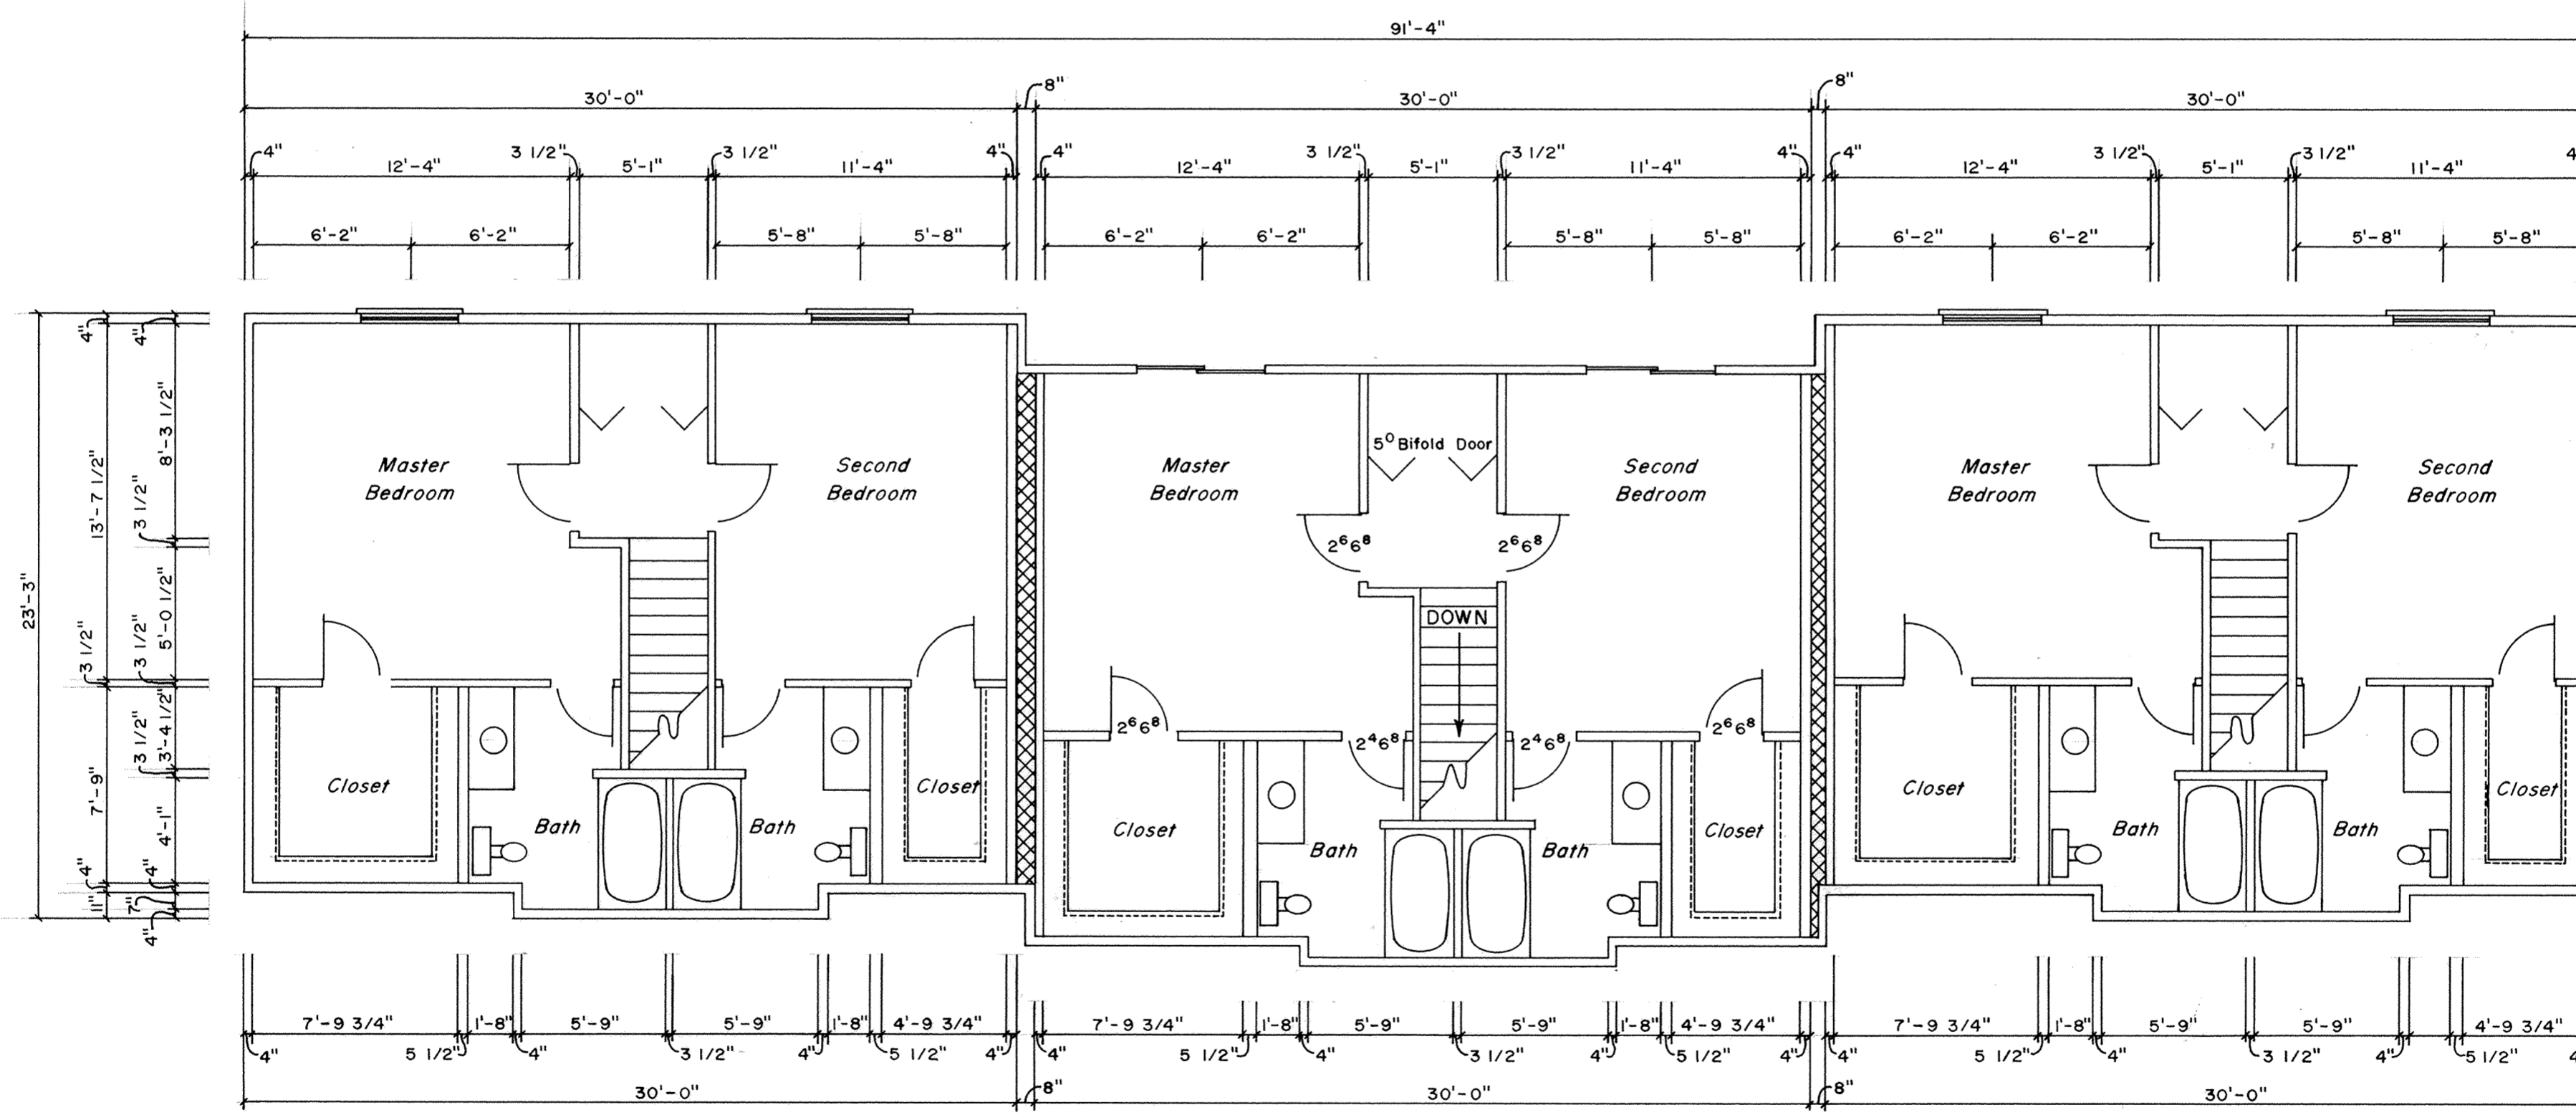 91'-4"
30'-0" 8" 30'-0" 8" 30'-0"
4" 12'-4" 3 1/2" 5'-1" 3 1/2" 11'-4" 4" 4" 12'-4" 3 1/2" 5'-1" 3 1/2" 11'-4" 4" 4" 12'-4" 3 1/2" 5'-1" 3 1/2" 11'-4" 4
6'-2" 6'-2" 5'-8" 5'-8" 6'-2" 6'-2" 5'-8" 5'-8" 6'-2" 6'-2" 5'-8" 5'-8"
23'-3"
4" 13'-7 1/2" 3 1/2" 7'-9" 4" 11"
4" 8'-3 1/2" 3 1/2" 5'-0 1/2" 3 1/2" 3'-4 1/2" 3 1/2" 4'-1" 4" 7" 4"
Master
Bedroom
Second
Bedroom
Closet
Bath
Bath
Closet
5⁰ Bifold Door
Master
Bedroom
Second
Bedroom
2⁶6⁸ 2⁶6⁸
DOWN
2⁶6⁸ 2⁴6⁸ 2⁴6⁸ 2⁶6⁸
Closet
Bath
Bath
Closet
Master
Bedroom
Second
Bedroom
Closet
Bath
Bath
Closet
7'-9 3/4" 1'-8" 5'-9" 5'-9" 1'-8" 4'-9 3/4" 7'-9 3/4" 1'-8" 5'-9" 5'-9" 1'-8" 4'-9 3/4" 7'-9 3/4" 1'-8" 5'-9" 5'-9" 4'-9 3/4"
4" 5 1/2" 4" 3 1/2" 4" 5 1/2" 4" 4" 5 1/2" 4" 3 1/2" 4" 5 1/2" 4" 4" 5 1/2" 4" 3 1/2" 4" 5 1/2" 4
30'-0" 8" 30'-0" 8" 30'-0"